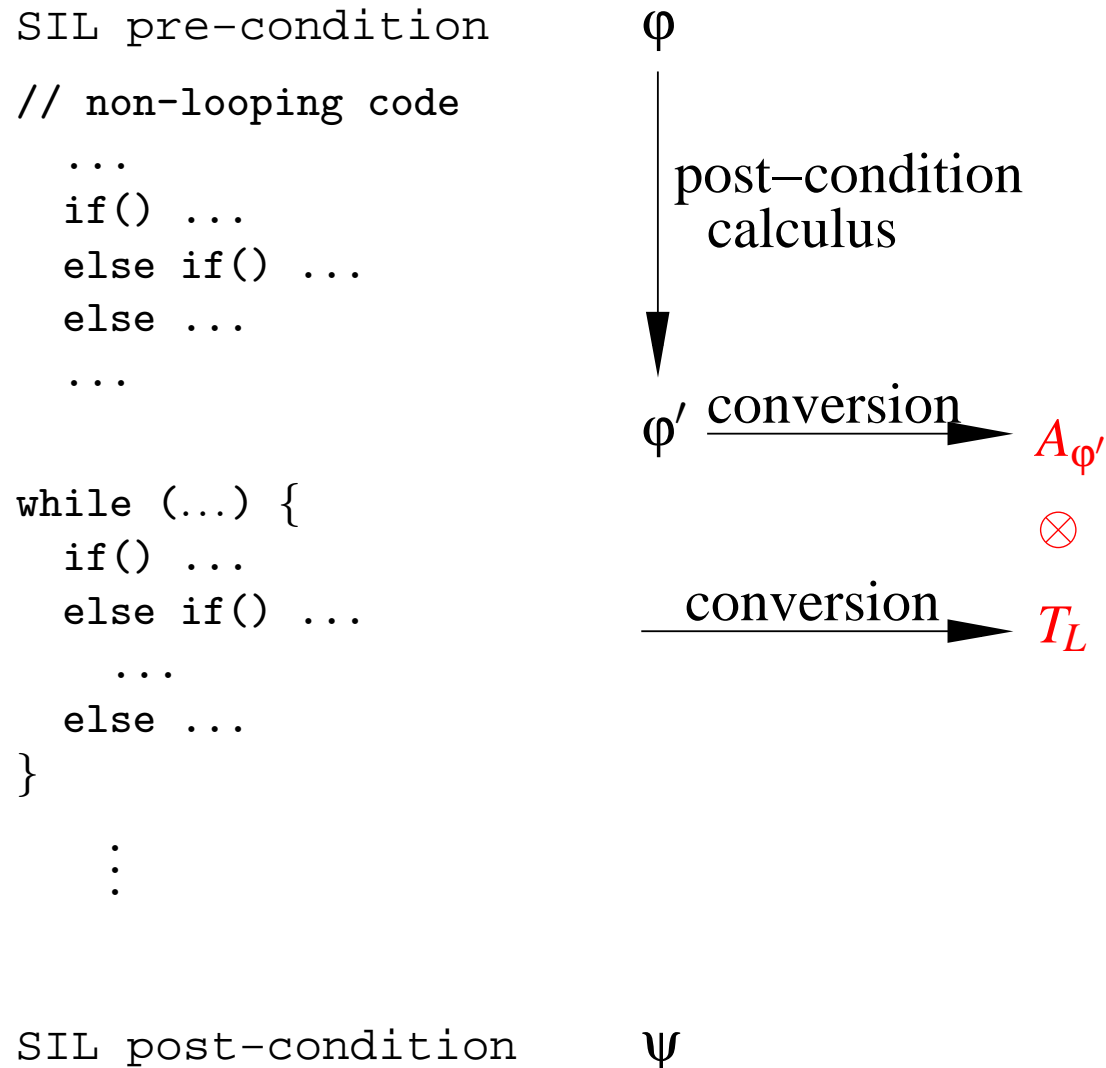 SIL pre-condition φ
// non-looping code
...
if() ...
else if() ...
else ...
...
post-condition
calculus
φ′ conversion A_φ′
⊗
while (...) {
if() ...
else if() ...
...
else ...
}
conversion T_L
⋮
SIL post-condition ψ